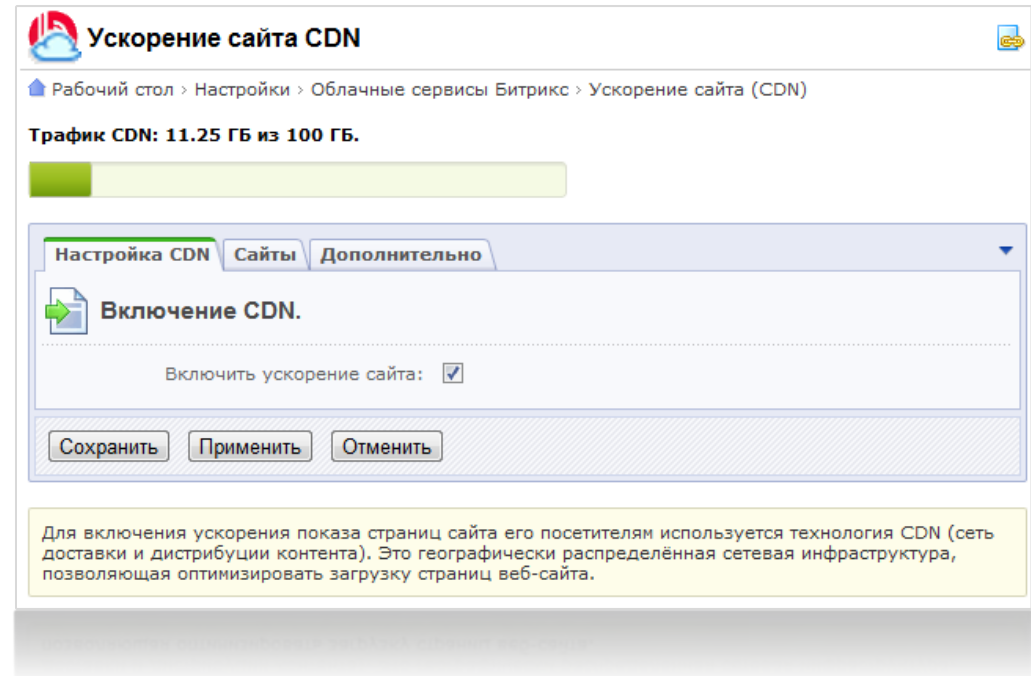 Ускорение сайта CDN
Рабочий стол › Настройки › Облачные сервисы Битрикс › Ускорение сайта (CDN)
Трафик CDN: 11.25 ГБ из 100 ГБ.
Настройка CDN Сайты Дополнительно
Включение CDN.
Включить ускорение сайта:
Сохранить Применить Отменить
Для включения ускорения показа страниц сайта его посетителям используется технология CDN (сеть
доставки и дистрибуции контента). Это географически распределённая сетевая инфраструктура,
позволяющая оптимизировать загрузку страниц веб-сайта.